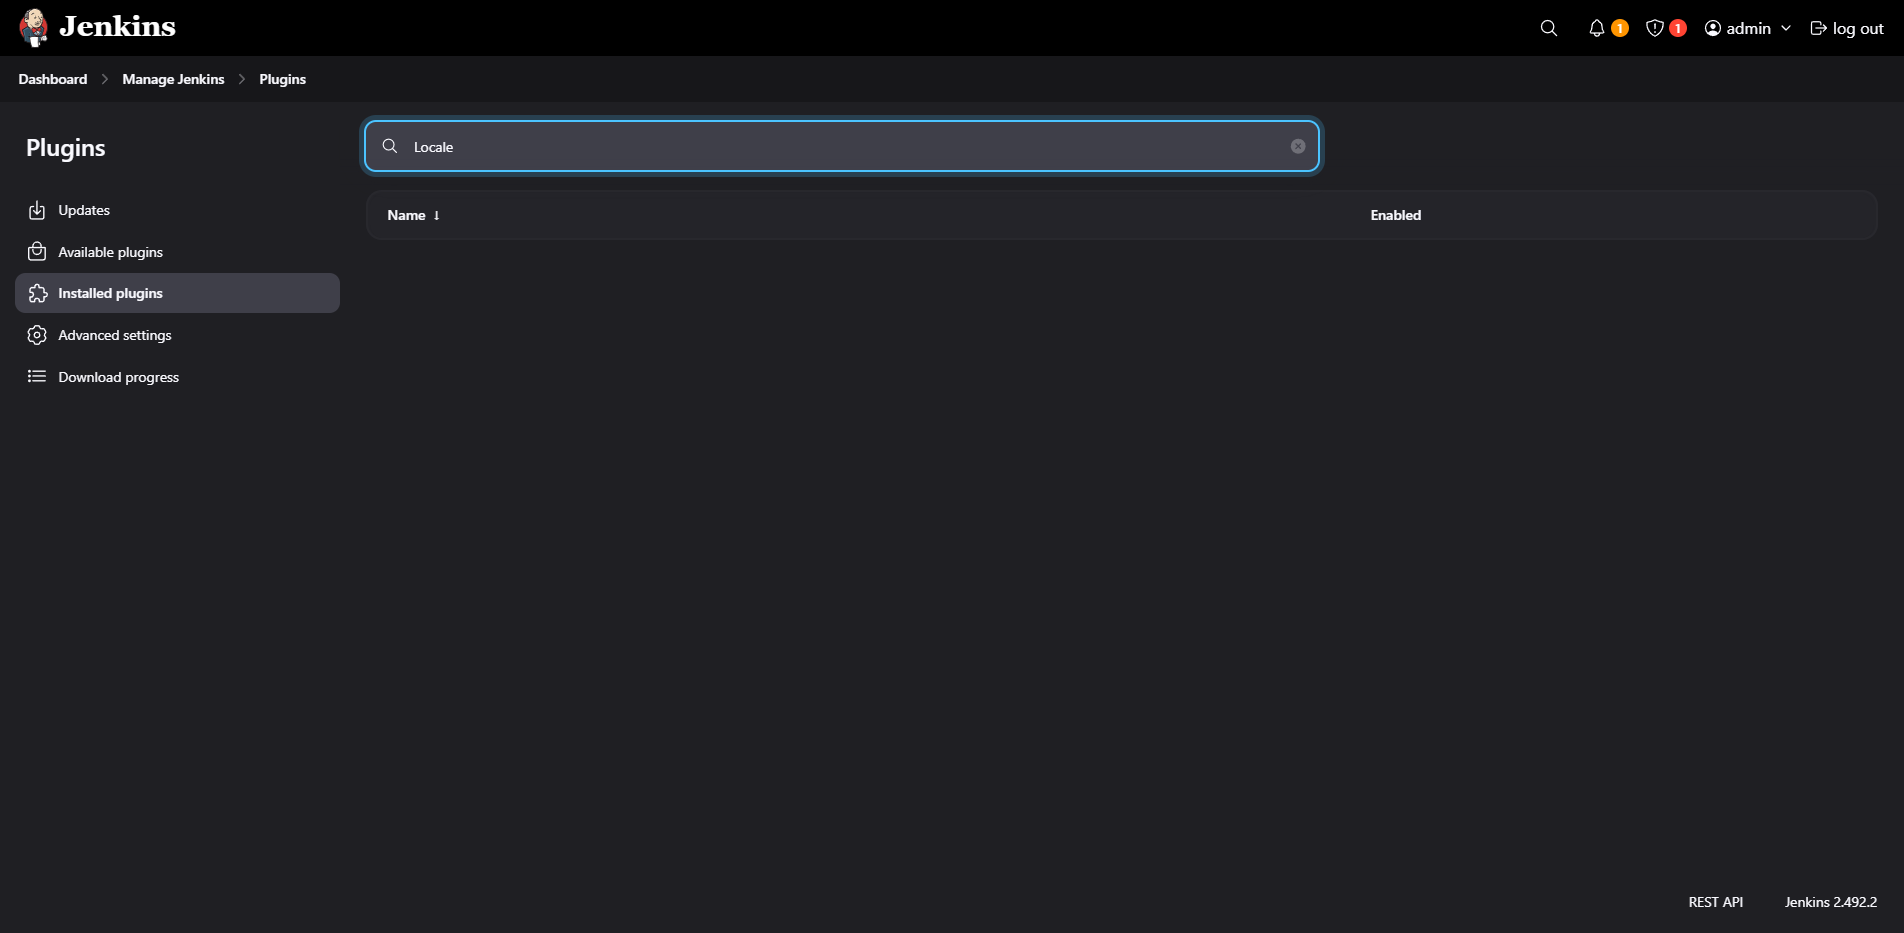 Jenkins
1
1
admin
log out
Dashboard
Manage Jenkins
Plugins
Plugins
Updates
Available plugins
Installed plugins
Advanced settings
Download progress
Locale
Name ↓
Enabled
REST API
Jenkins 2.492.2